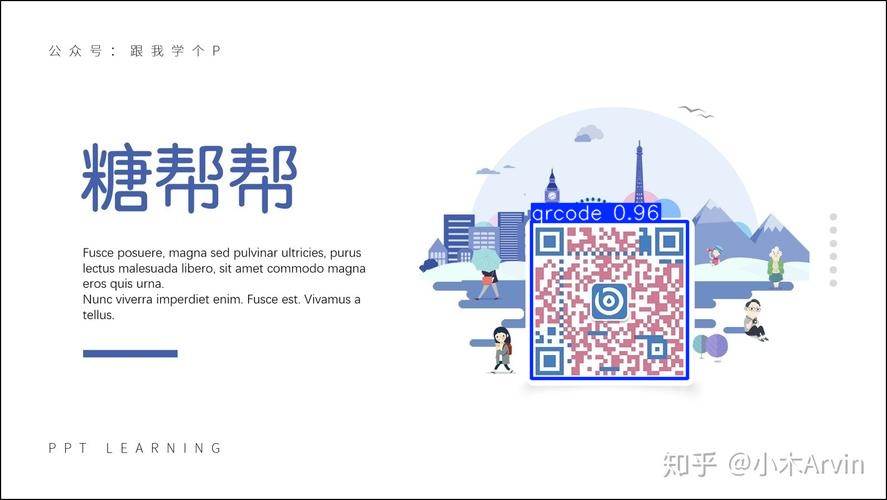 公众号：跟我学个P
糖帮帮
Fusce posuere, magna sed pulvinar ultricies, purus
lectus malesuada libero, sit amet commodo magna
eros quis urna.
Nunc viverra imperdiet enim. Fusce est. Vivamus a
tellus.
qrcode 0.96
PPT LEARNING
知乎 @小木Arvin